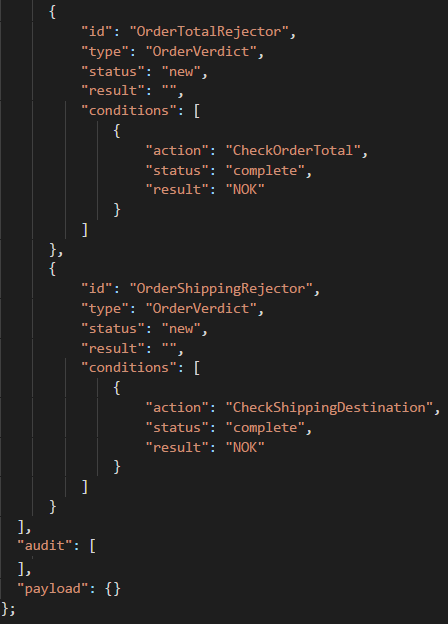 {
"id": "OrderTotalRejector",
"type": "OrderVerdict",
"status": "new",
"result": "",
"conditions": [
{
"action": "CheckOrderTotal",
"status": "complete",
"result": "NOK"
}
]
},
{
"id": "OrderShippingRejector",
"type": "OrderVerdict",
"status": "new",
"result": "",
"conditions": [
{
"action": "CheckShippingDestination",
"status": "complete",
"result": "NOK"
}
]
}
],
"audit": [
],
"payload": {}
};